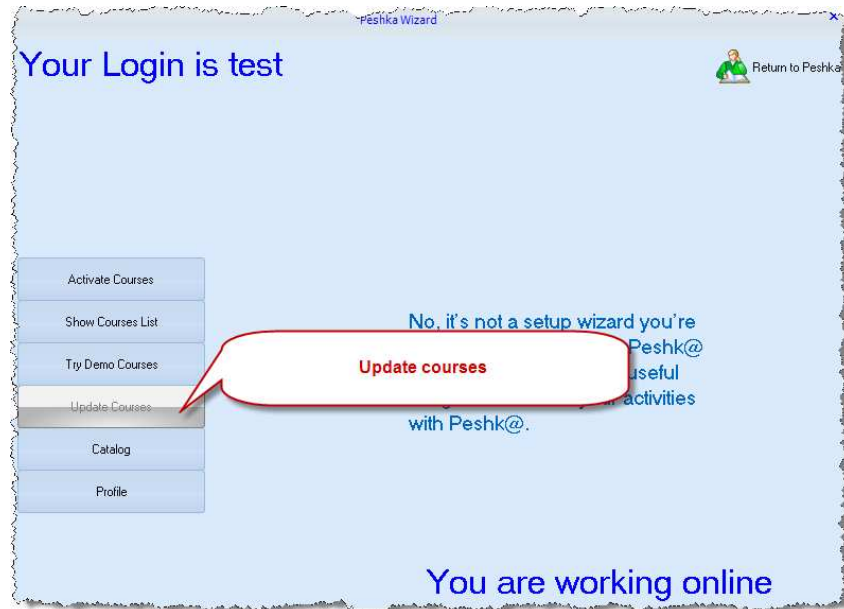 Peshka Wizard
Your Login is test
Return to Peshka
Activate Courses
Show Courses List
Try Demo Courses
Update Courses
Catalog
Profile
No, it's not a setup wizard you're
Peshk@
useful
activities
with Peshk@.
Update courses
You are working online